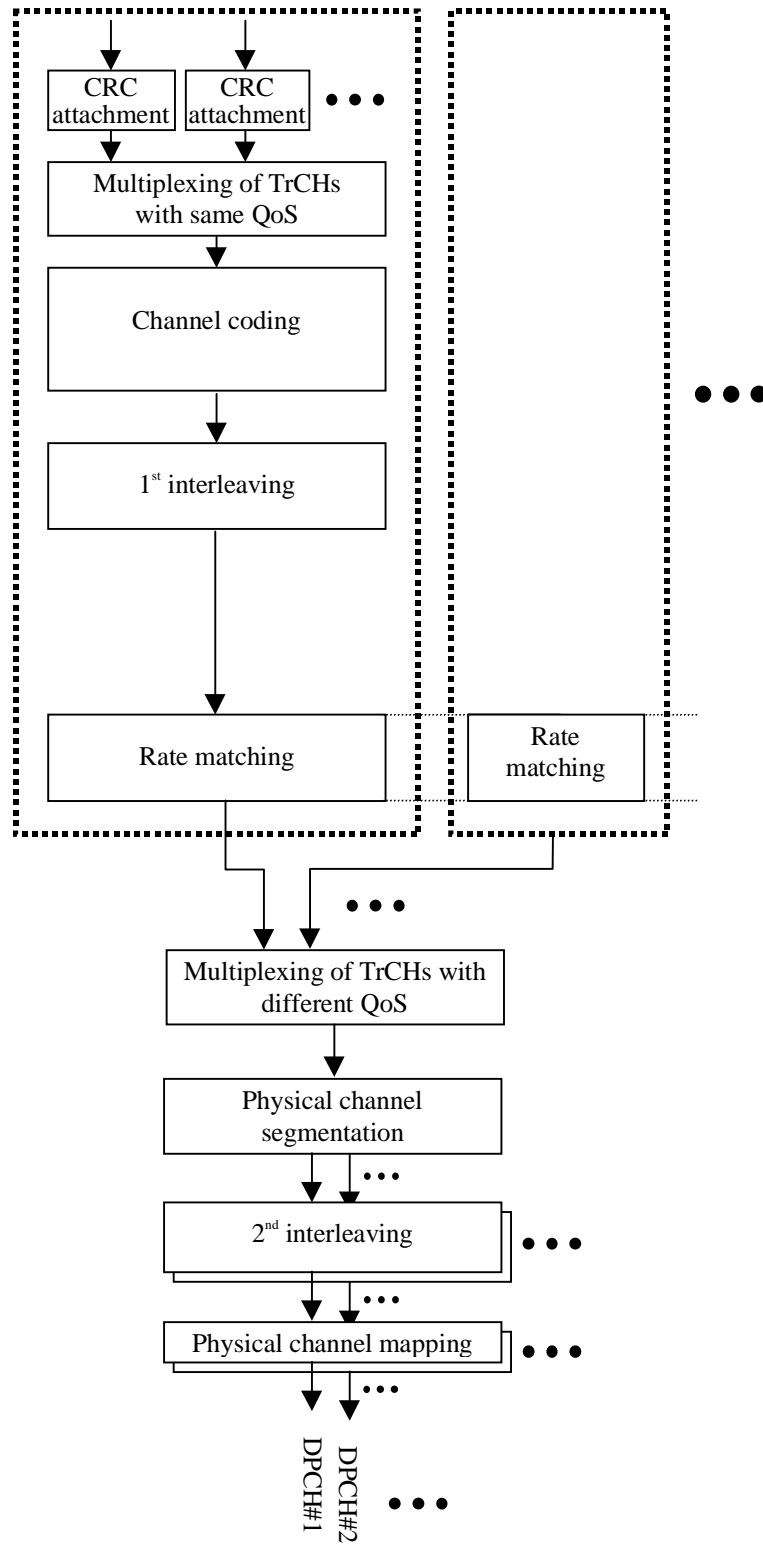 CRC
attachment
CRC
attachment
Multiplexing of TrCHs
with same QoS
Channel coding
1st interleaving
Rate matching
Rate
matching
Multiplexing of TrCHs with
different QoS
Physical channel
segmentation
2nd interleaving
Physical channel mapping
DPCH#1
DPCH#2